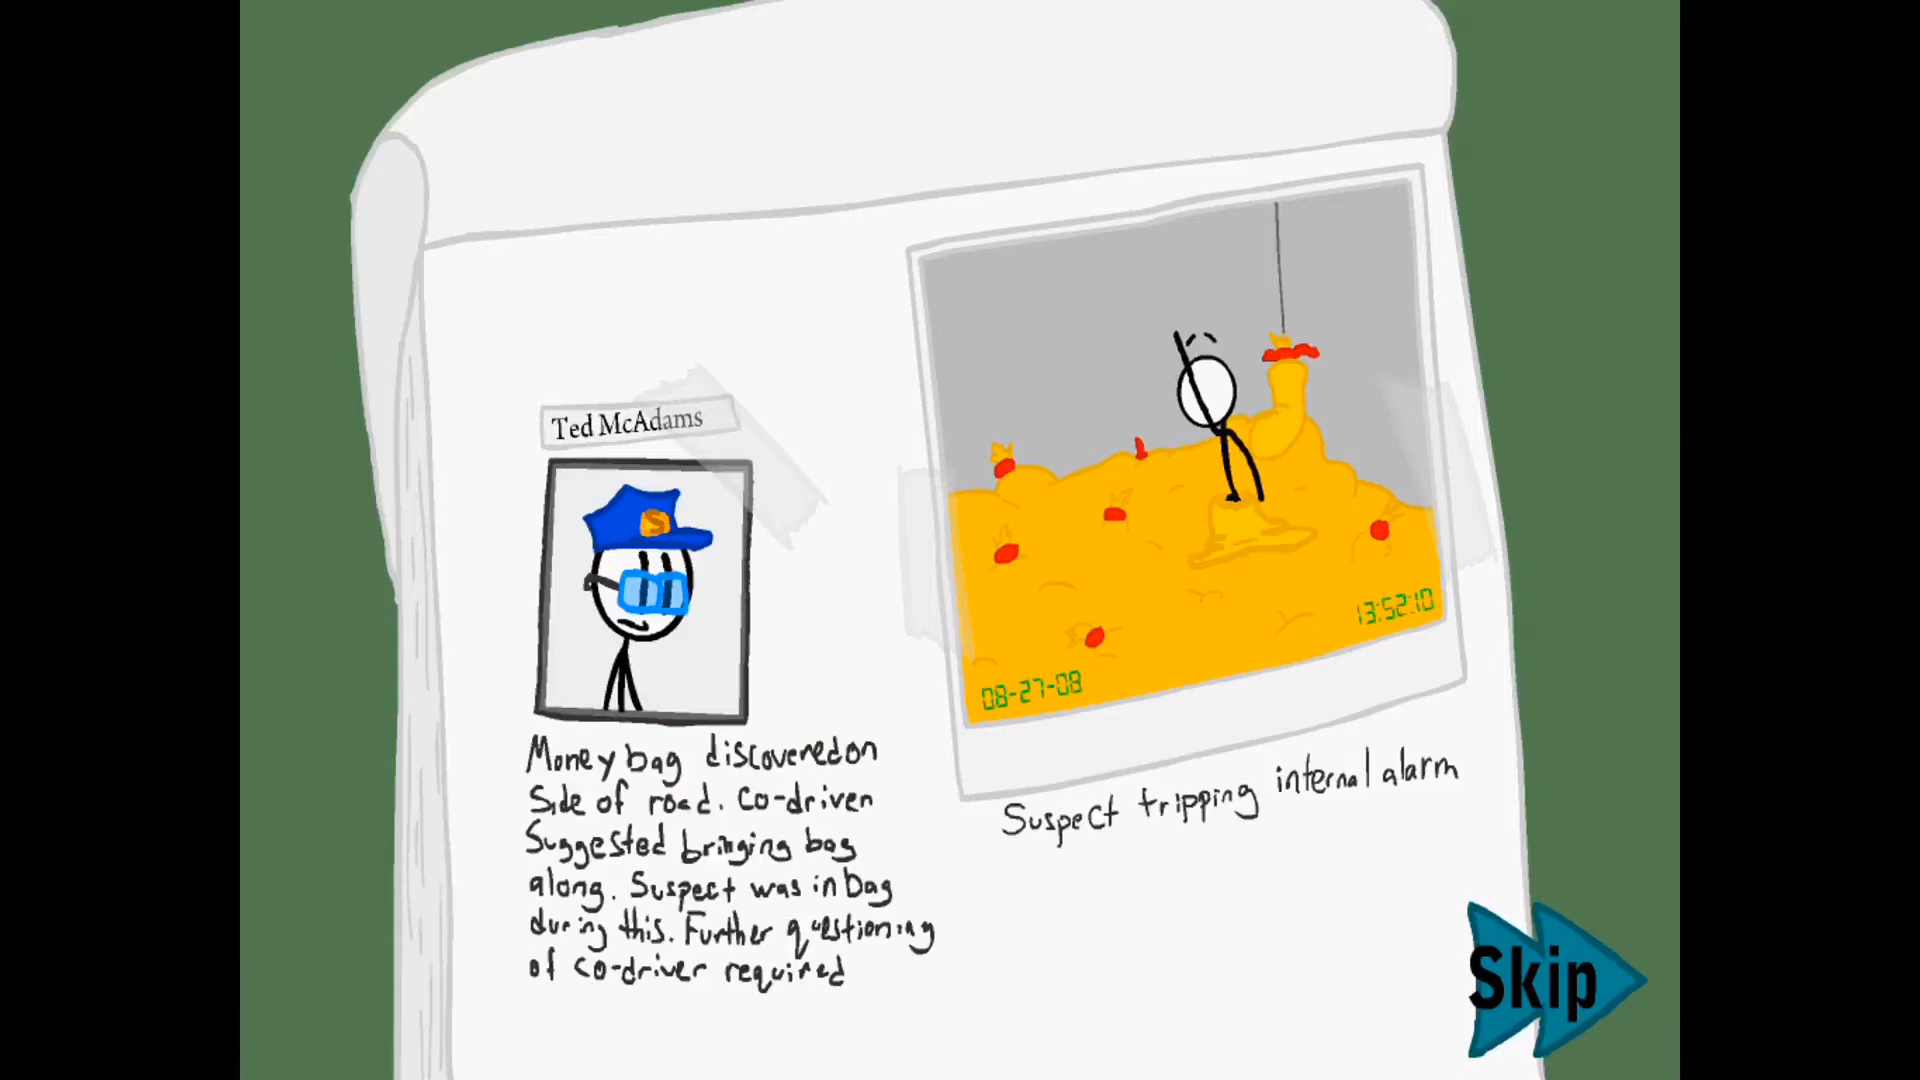 Ted McAdams
S
Money bag discovered on
Side of road. Co-driven
Suggested bringing bag
along. Suspect was in bag
during this. Further questioning
of co-driver required
13:52:10
08-27-08
Suspect tripping internal alarm
Skip